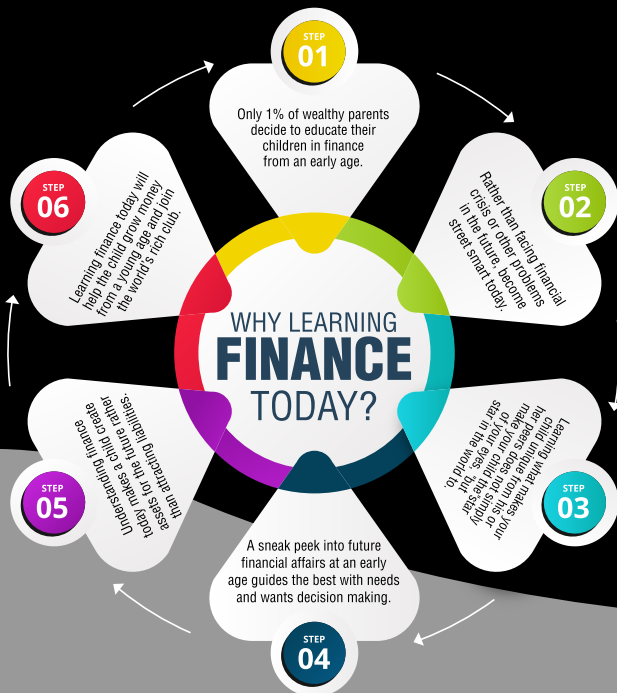 STEP
01
Only 1% of wealthy parents
decide to educate their
children in finance
from an early age.
STEP
02
Rather than facing financial
crisis or other problems
in the future, become
street smart today.
STEP
03
Learning what makes your
child unique from his or
her peers does not simply
make your child the star
of your eyes, 'but,
star in the world to.
STEP
04
A sneak peek into future
financial affairs at an early
age guides the best with needs
and wants decision making.
STEP
05
Understanding finance
today makes a child create
assets for the future rather
than attracting liabilities.
STEP
06
Learning finance today will
help the child grow money
from a young age and join
the world's rich club.
WHY LEARNING
FINANCE
TODAY?